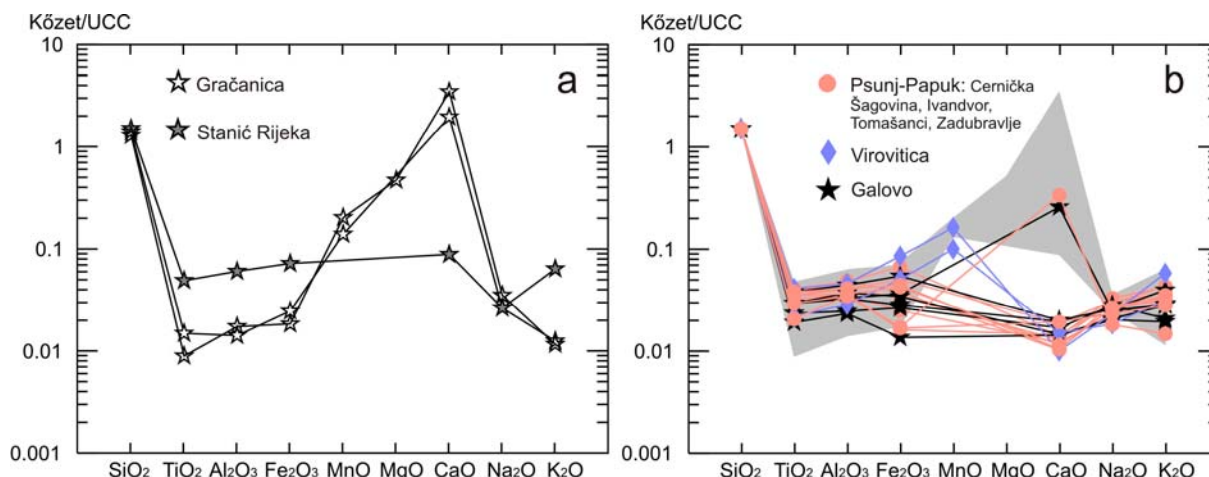 Kőzet/UCC
10
1
0.1
0.01
0.001
a
Gračanica
Stanić Rijeka
SiO₂ TiO₂ Al₂O₃ Fe₂O₃ MnO MgO CaO Na₂O K₂O
Kőzet/UCC
10
1
0.1
0.01
0.001
b
Psunj-Papuk: Cernička
Šagovina, Ivandvor,
Tomašanci, Zadubravlje
Virovitica
Galovo
SiO₂ TiO₂ Al₂O₃ Fe₂O₃ MnO MgO CaO Na₂O K₂O